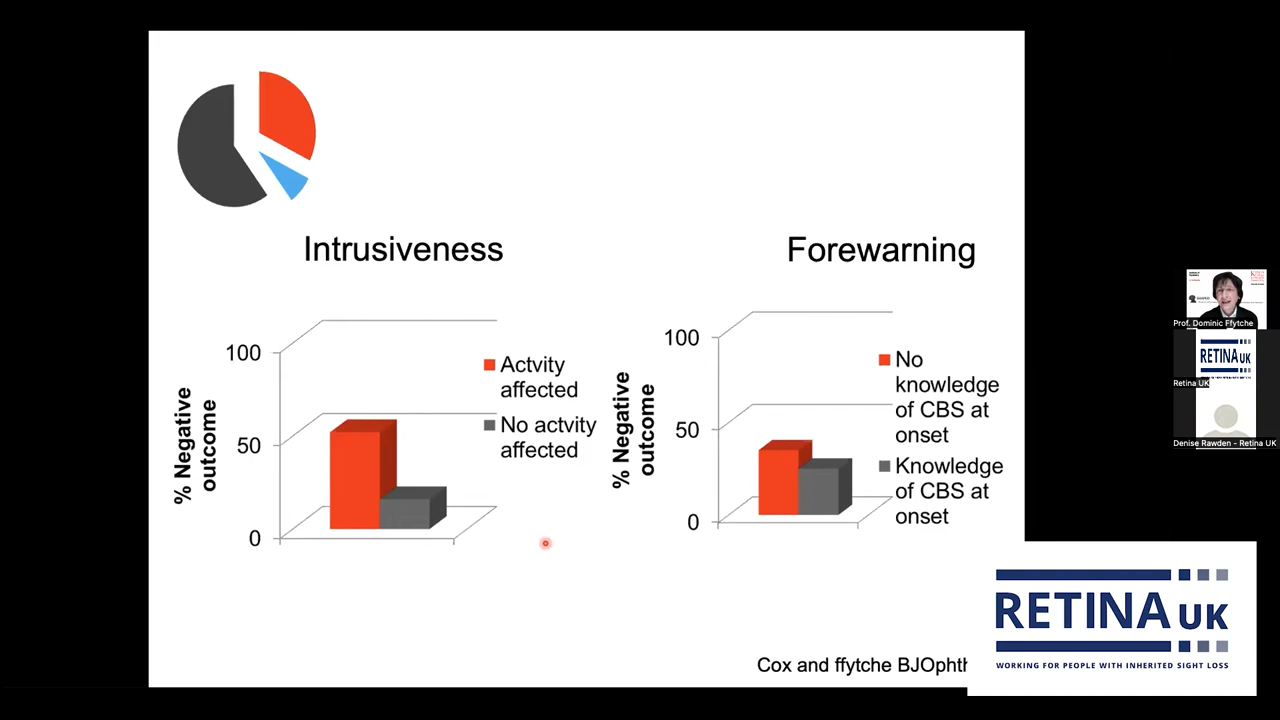 Intrusiveness
Forewarning
100
50
0
% Negative
outcome
Actvity
affected
No actvity
affected
100
50
0
% Negative
outcome
No
knowledge
of CBS at
onset
Knowledge
of CBS at
onset
Cox and ffytche BJOphth
Prof. Dominic Ffytche
RETINA UK
Retina UK
Denise Rawden - Retina UK
RETINA UK
WORKING FOR PEOPLE WITH INHERITED SIGHT LOSS